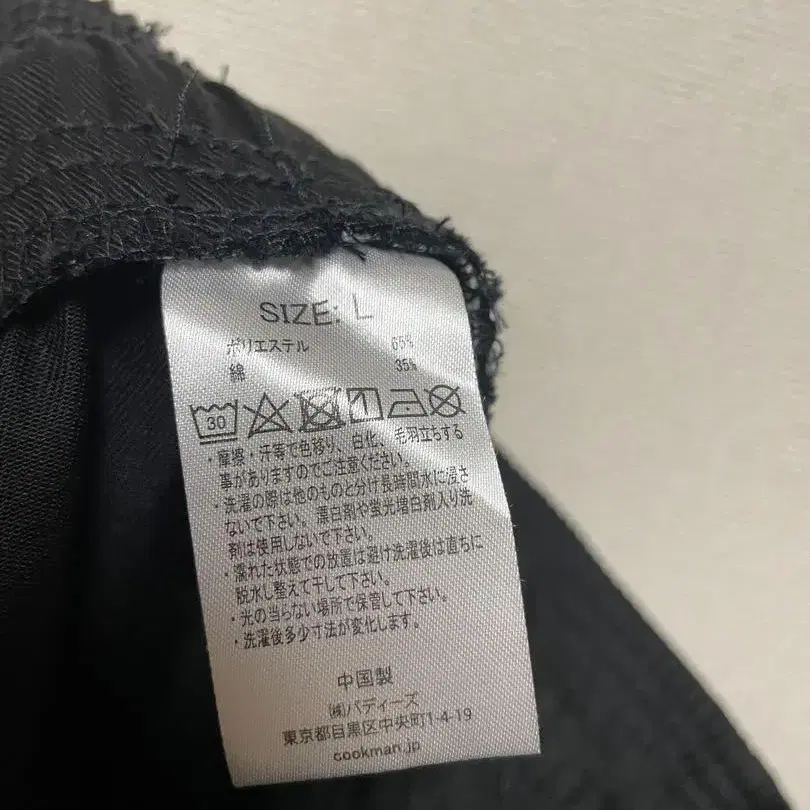 SIZE: L
ポリエステル 65%
綿 35%
30
・摩擦・汗等で色移り、白化、毛羽立ちする
事がありますのでご注意ください。
・洗濯の際は他のものと分け長時間水に浸さ
ないで下さい。漂白剤や蛍光増白剤入り洗
剤は使用しないで下さい。
・濡れた状態での放置は避け洗濯後は直ちに
脱水し整えて干して下さい。
・光の当らない場所で保管して下さい。
・洗濯後多少寸法が変化します。
中国製
㈱バディーズ
東京都目黒区中央町1-4-19
cookman.jp